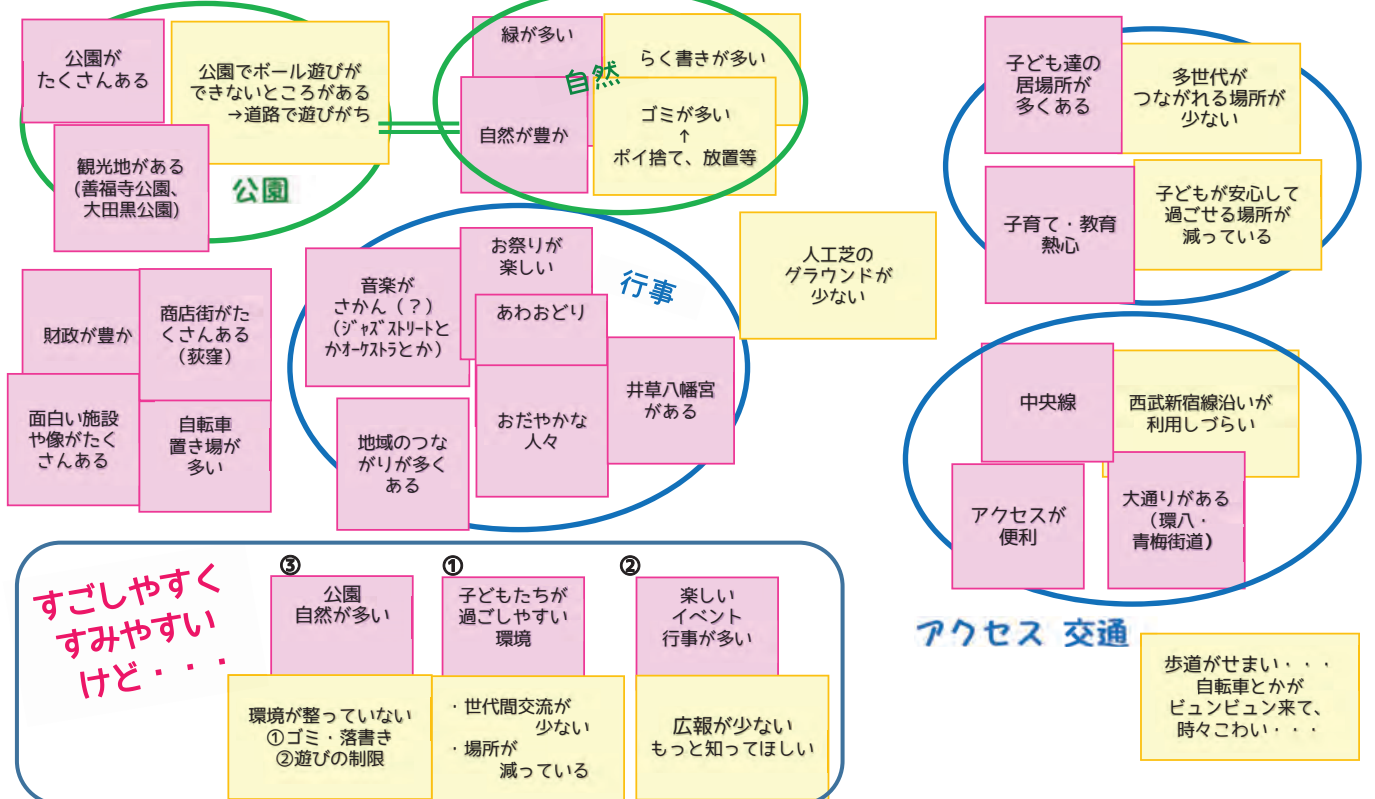 公園が
たくさんある
公園でボール遊びが
できないところがある
→道路で遊びがち
観光地がある
(善福寺公園、
大田黒公園)
公園
緑が多い
らく書きが多い
自然
自然が豊か
ゴミが多い
↑
ポイ捨て、放置等
子ども達の
居場所が
多くある
多世代が
つながれる場所が
少ない
子育て・教育
熱心
子どもが安心して
過ごせる場所が
減っている
財政が豊か
商店街がた
くさんある
（荻窪）
面白い施設
や像がたく
さんある
自転車
置き場が
多い
音楽が
さかん（？）
（ｼﾞｬｽﾞｽﾄﾘｰﾄと
かｵｰｹｽﾄﾗとか）
お祭りが
楽しい
行事
あわおどり
おだやかな
人々
井草八幡宮
がある
地域のつな
がりが多く
ある
人工芝の
グラウンドが
少ない
中央線
西武新宿線沿いが
利用しづらい
アクセスが
便利
大通りがある
（環八・
青梅街道)
アクセス 交通
歩道がせまい・・・
自転車とかが
ビュンビュン来て、
時々こわい・・・
すごしやすく
すみやすい
けど・・・
③
公園
自然が多い
環境が整っていない
①ゴミ・落書き
②遊びの制限
①
子どもたちが
過ごしやすい
環境
・世代間交流が
少ない
・場所が
減っている
②
楽しい
イベント
行事が多い
広報が少ない
もっと知ってほしい